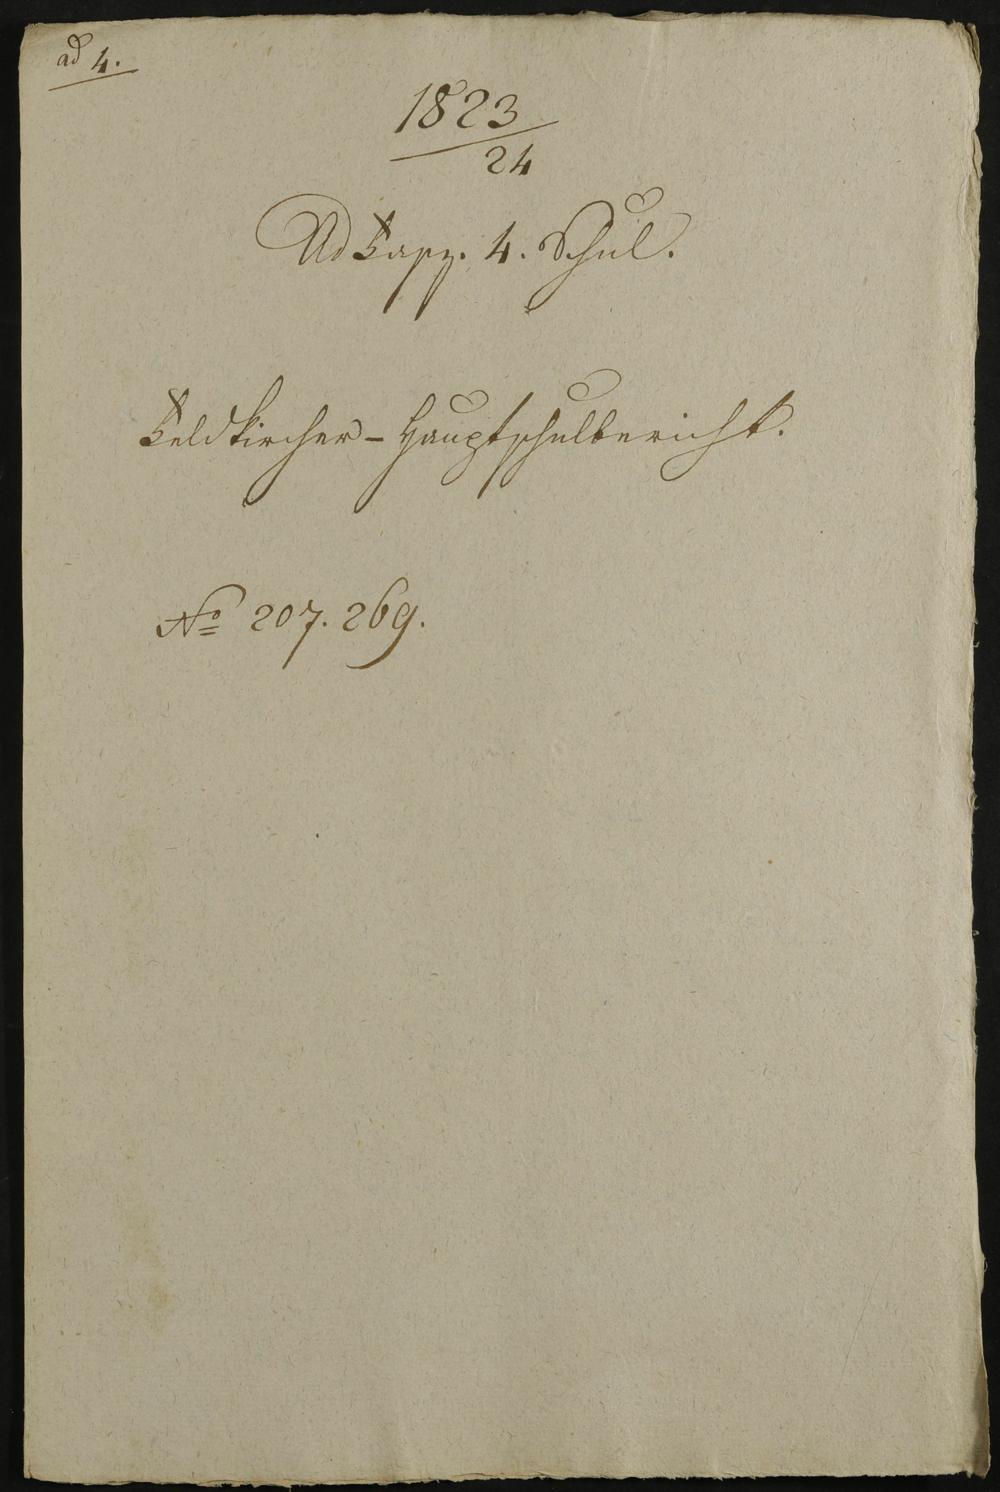 ad 4.
1823
24
Ad Fasz. 4. Schul.
Feldkircher-Hauptschulbericht.
No 207. 269.